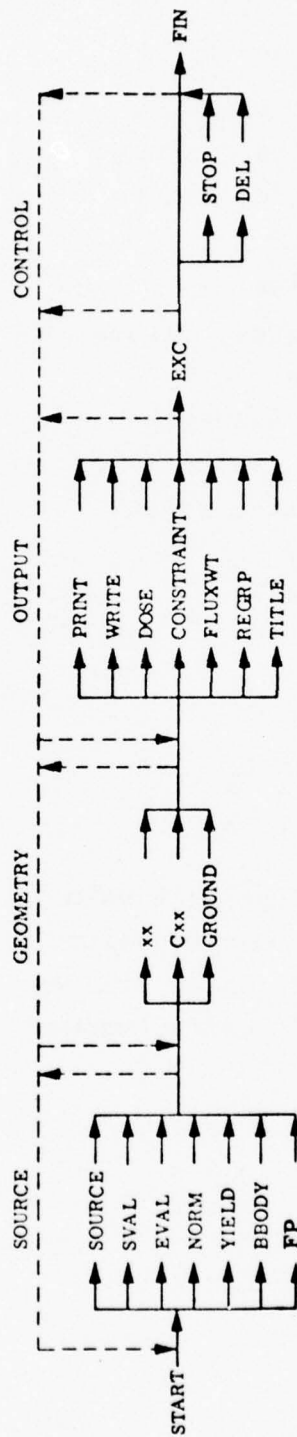 SOURCE
GEOMETRY
OUTPUT
CONTROL
START
SOURCE
SVAL
EVAL
NORM
YIELD
BBODY
FP
xx
Cxx
GROUND
PRINT
WRITE
DOSE
CONSTRAINT
FLUXWT
REGRP
TITLE
EXC
STOP
DEL
FIN